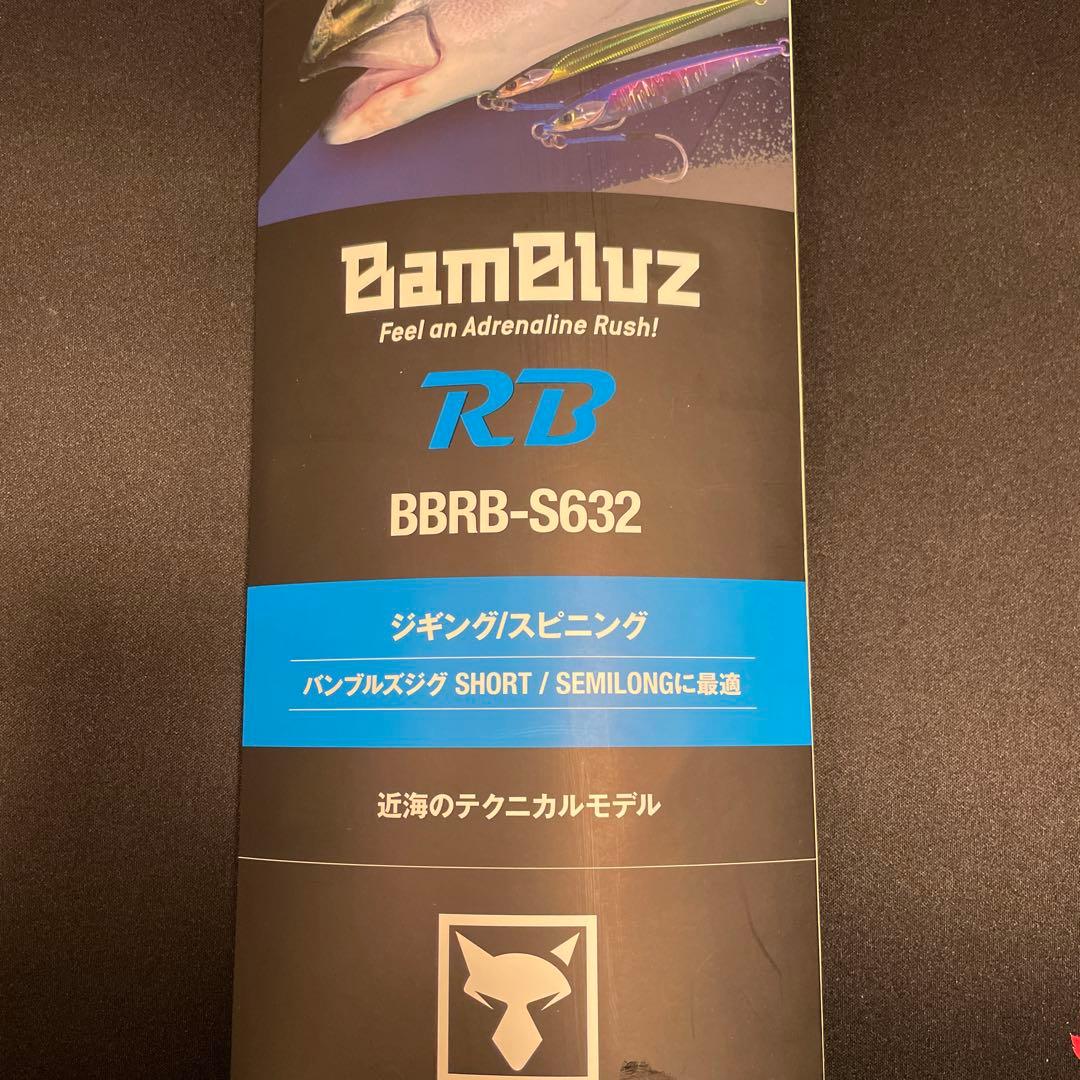 BamBluz
Feel an Adrenaline Rush!
RB
BBRB-S632
ジギング/スピニング
バンブルズジグ SHORT / SEMILONGに最適
近海のテクニカルモデル